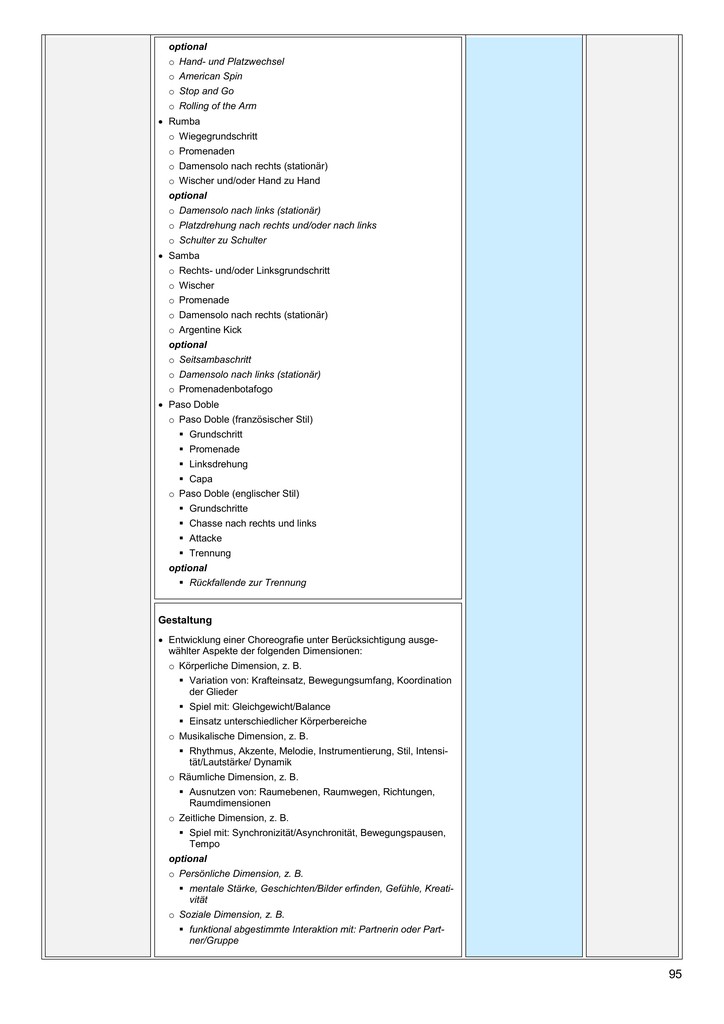 optional
o Hand- und Platzwechsel
o American Spin
o Stop and Go
o Rolling of the Arm
• Rumba
o Wiegegrundschritt
o Promenaden
o Damensolo nach rechts (stationär)
o Wischer und/oder Hand zu Hand
optional
o Damensolo nach links (stationär)
o Platzdrehung nach rechts und/oder nach links
o Schulter zu Schulter
• Samba
o Rechts- und/oder Linksgrundschritt
o Wischer
o Promenade
o Damensolo nach rechts (stationär)
o Argentine Kick
optional
o Seitsambaschritt
o Damensolo nach links (stationär)
o Promenadenbotafogo
• Paso Doble
o Paso Doble (französischer Stil)
▪ Grundschritt
▪ Promenade
▪ Linksdrehung
▪ Capa
o Paso Doble (englischer Stil)
▪ Grundschritte
▪ Chasse nach rechts und links
▪ Attacke
▪ Trennung
optional
▪ Rückfallende zur Trennung
Gestaltung
• Entwicklung einer Choreografie unter Berücksichtigung ausge-
wählter Aspekte der folgenden Dimensionen:
o Körperliche Dimension, z. B.
▪ Variation von: Krafteinsatz, Bewegungsumfang, Koordination
der Glieder
▪ Spiel mit: Gleichgewicht/Balance
▪ Einsatz unterschiedlicher Körperbereiche
o Musikalische Dimension, z. B.
▪ Rhythmus, Akzente, Melodie, Instrumentierung, Stil, Intensi-
tät/Lautstärke/ Dynamik
o Räumliche Dimension, z. B.
▪ Ausnutzen von: Raumebenen, Raumwegen, Richtungen,
Raumdimensionen
o Zeitliche Dimension, z. B.
▪ Spiel mit: Synchronizität/Asynchronität, Bewegungspausen,
Tempo
optional
o Persönliche Dimension, z. B.
▪ mentale Stärke, Geschichten/Bilder erfinden, Gefühle, Kreati-
vität
o Soziale Dimension, z. B.
▪ funktional abgestimmte Interaktion mit: Partnerin oder Part-
ner/Gruppe
95